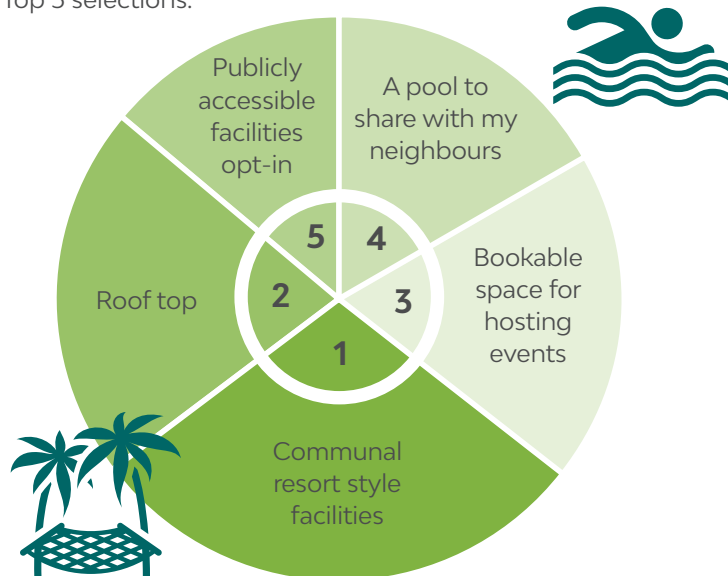 Top 5 selections.
Publicly
accessible
facilities
opt-in
A pool to
share with my
neighbours
5
4
Roof top
2
3
Bookable
space for
hosting
events
1
Communal
resort style
facilities